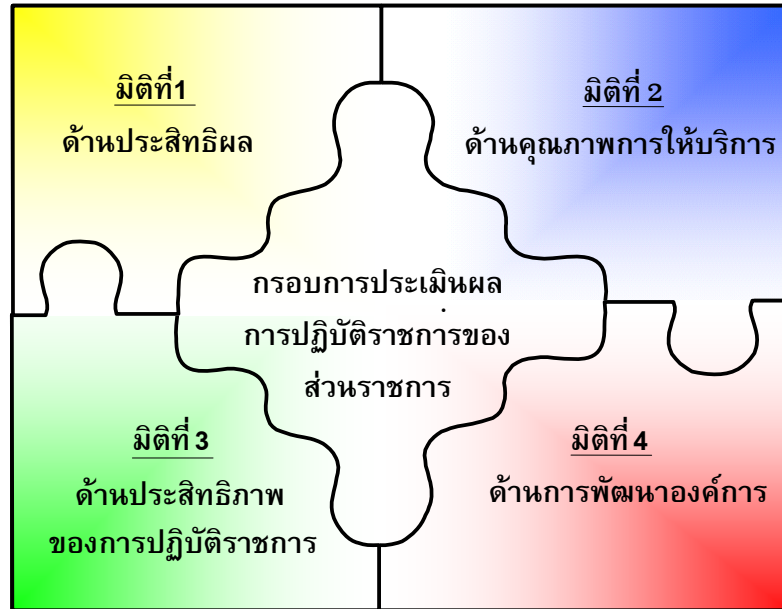 มิติที่1
ด้านประสิทธิผล
มิติที่ 2
ด้านคุณภาพการให้บริการ
กรอบการประเมินผล
การปฏิบัติราชการของ
ส่วนราชการ
มิติที่ 3
ด้านประสิทธิภาพ
ของการปฏิบัติราชการ
มิติที่ 4
ด้านการพัฒนาองค์การ